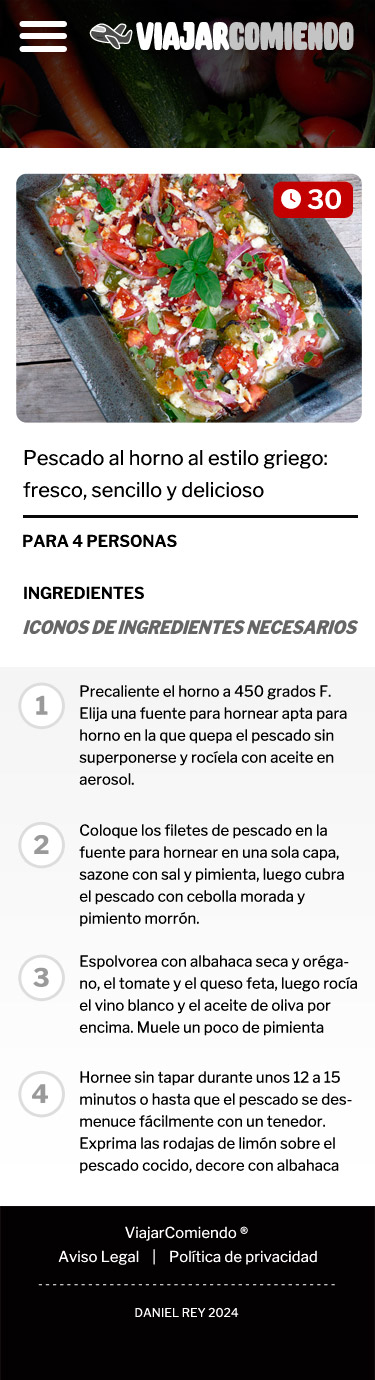 VIAJARCOMIENDO
30
Pescado al horno al estilo griego:
fresco, sencillo y delicioso
PARA 4 PERSONAS
INGREDIENTES
ICONOS DE INGREDIENTES NECESARIOS
1
Precaliente el horno a 450 grados F.
Elija una fuente para hornear apta para
horno en la que quepa el pescado sin
superponerse y rocíela con aceite en
aerosol.
2
Coloque los filetes de pescado en la
fuente para hornear en una sola capa,
sazone con sal y pimienta, luego cubra
el pescado con cebolla morada y
pimiento morrón.
3
Espolvorea con albahaca seca y oréga-
no, el tomate y el queso feta, luego rocía
el vino blanco y el aceite de oliva por
encima. Muele un poco de pimienta
4
Hornee sin tapar durante unos 12 a 15
minutos o hasta que el pescado se des-
menuce fácilmente con un tenedor.
Exprima las rodajas de limón sobre el
pescado cocido, decore con albahaca
ViajarComiendo ®
Aviso Legal | Política de privacidad
DANIEL REY 2024